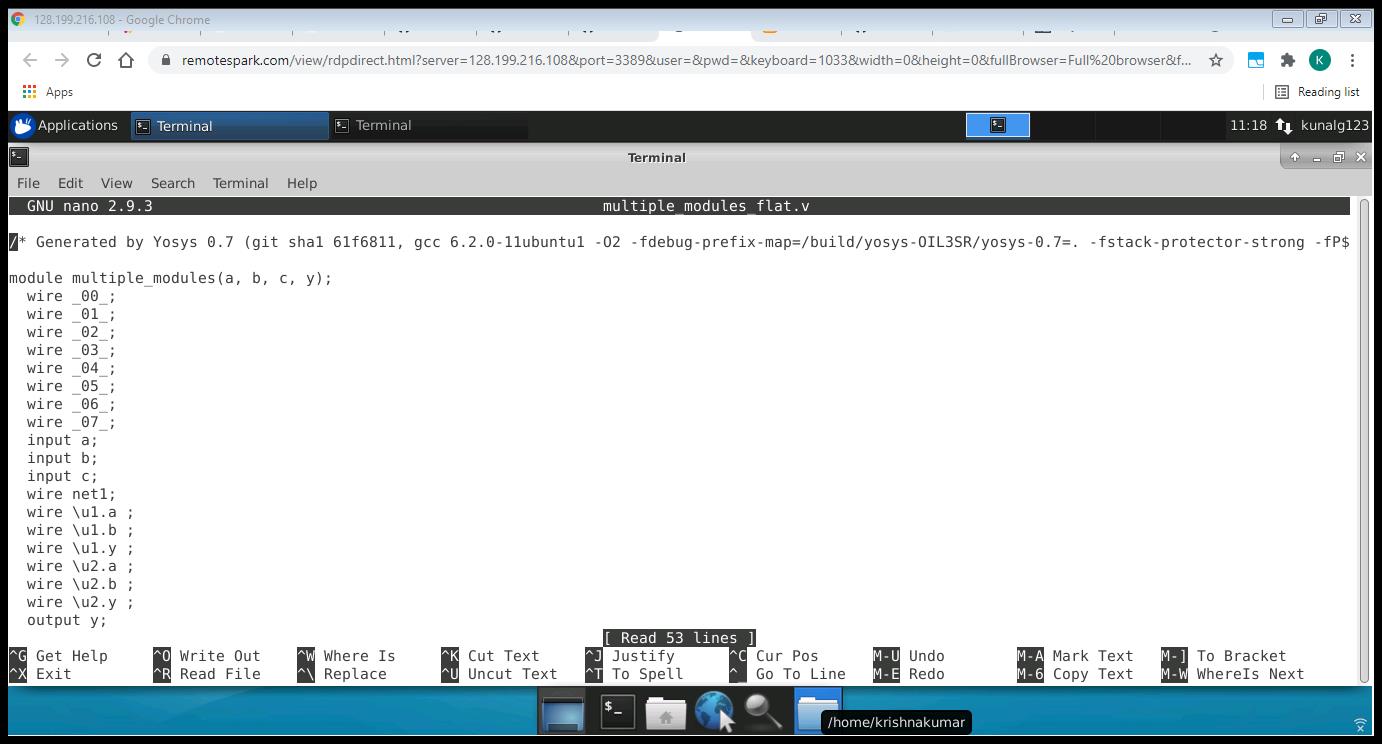 128.199.216.108 - Google Chrome
remotespark.com/view/rdpdirect.html?server=128.199.216.108&port=3389&user=&pwd=&keyboard=1033&width=0&height=0&fullBrowser=Full%20browser&f...
K
Apps
Reading list
Applications
Terminal
Terminal
11:18
kunalg123
Terminal
File Edit View Search Terminal Help
GNU nano 2.9.3 multiple_modules_flat.v
/* Generated by Yosys 0.7 (git sha1 61f6811, gcc 6.2.0-11ubuntu1 -O2 -fdebug-prefix-map=/build/yosys-OIL3SR/yosys-0.7=. -fstack-protector-strong -fP$
module multiple_modules(a, b, c, y);
wire _00_;
wire _01_;
wire _02_;
wire _03_;
wire _04_;
wire _05_;
wire _06_;
wire _07_;
input a;
input b;
input c;
wire net1;
wire \u1.a ;
wire \u1.b ;
wire \u1.y ;
wire \u2.a ;
wire \u2.b ;
wire \u2.y ;
output y;
[ Read 53 lines ]
^G Get Help ^O Write Out ^W Where Is ^K Cut Text ^J Justify ^C Cur Pos M-U Undo M-A Mark Text M-] To Bracket
^X Exit ^R Read File ^\ Replace ^U Uncut Text ^T To Spell ^_ Go To Line M-E Redo M-6 Copy Text M-W WhereIs Next
$_
/home/krishnakumar